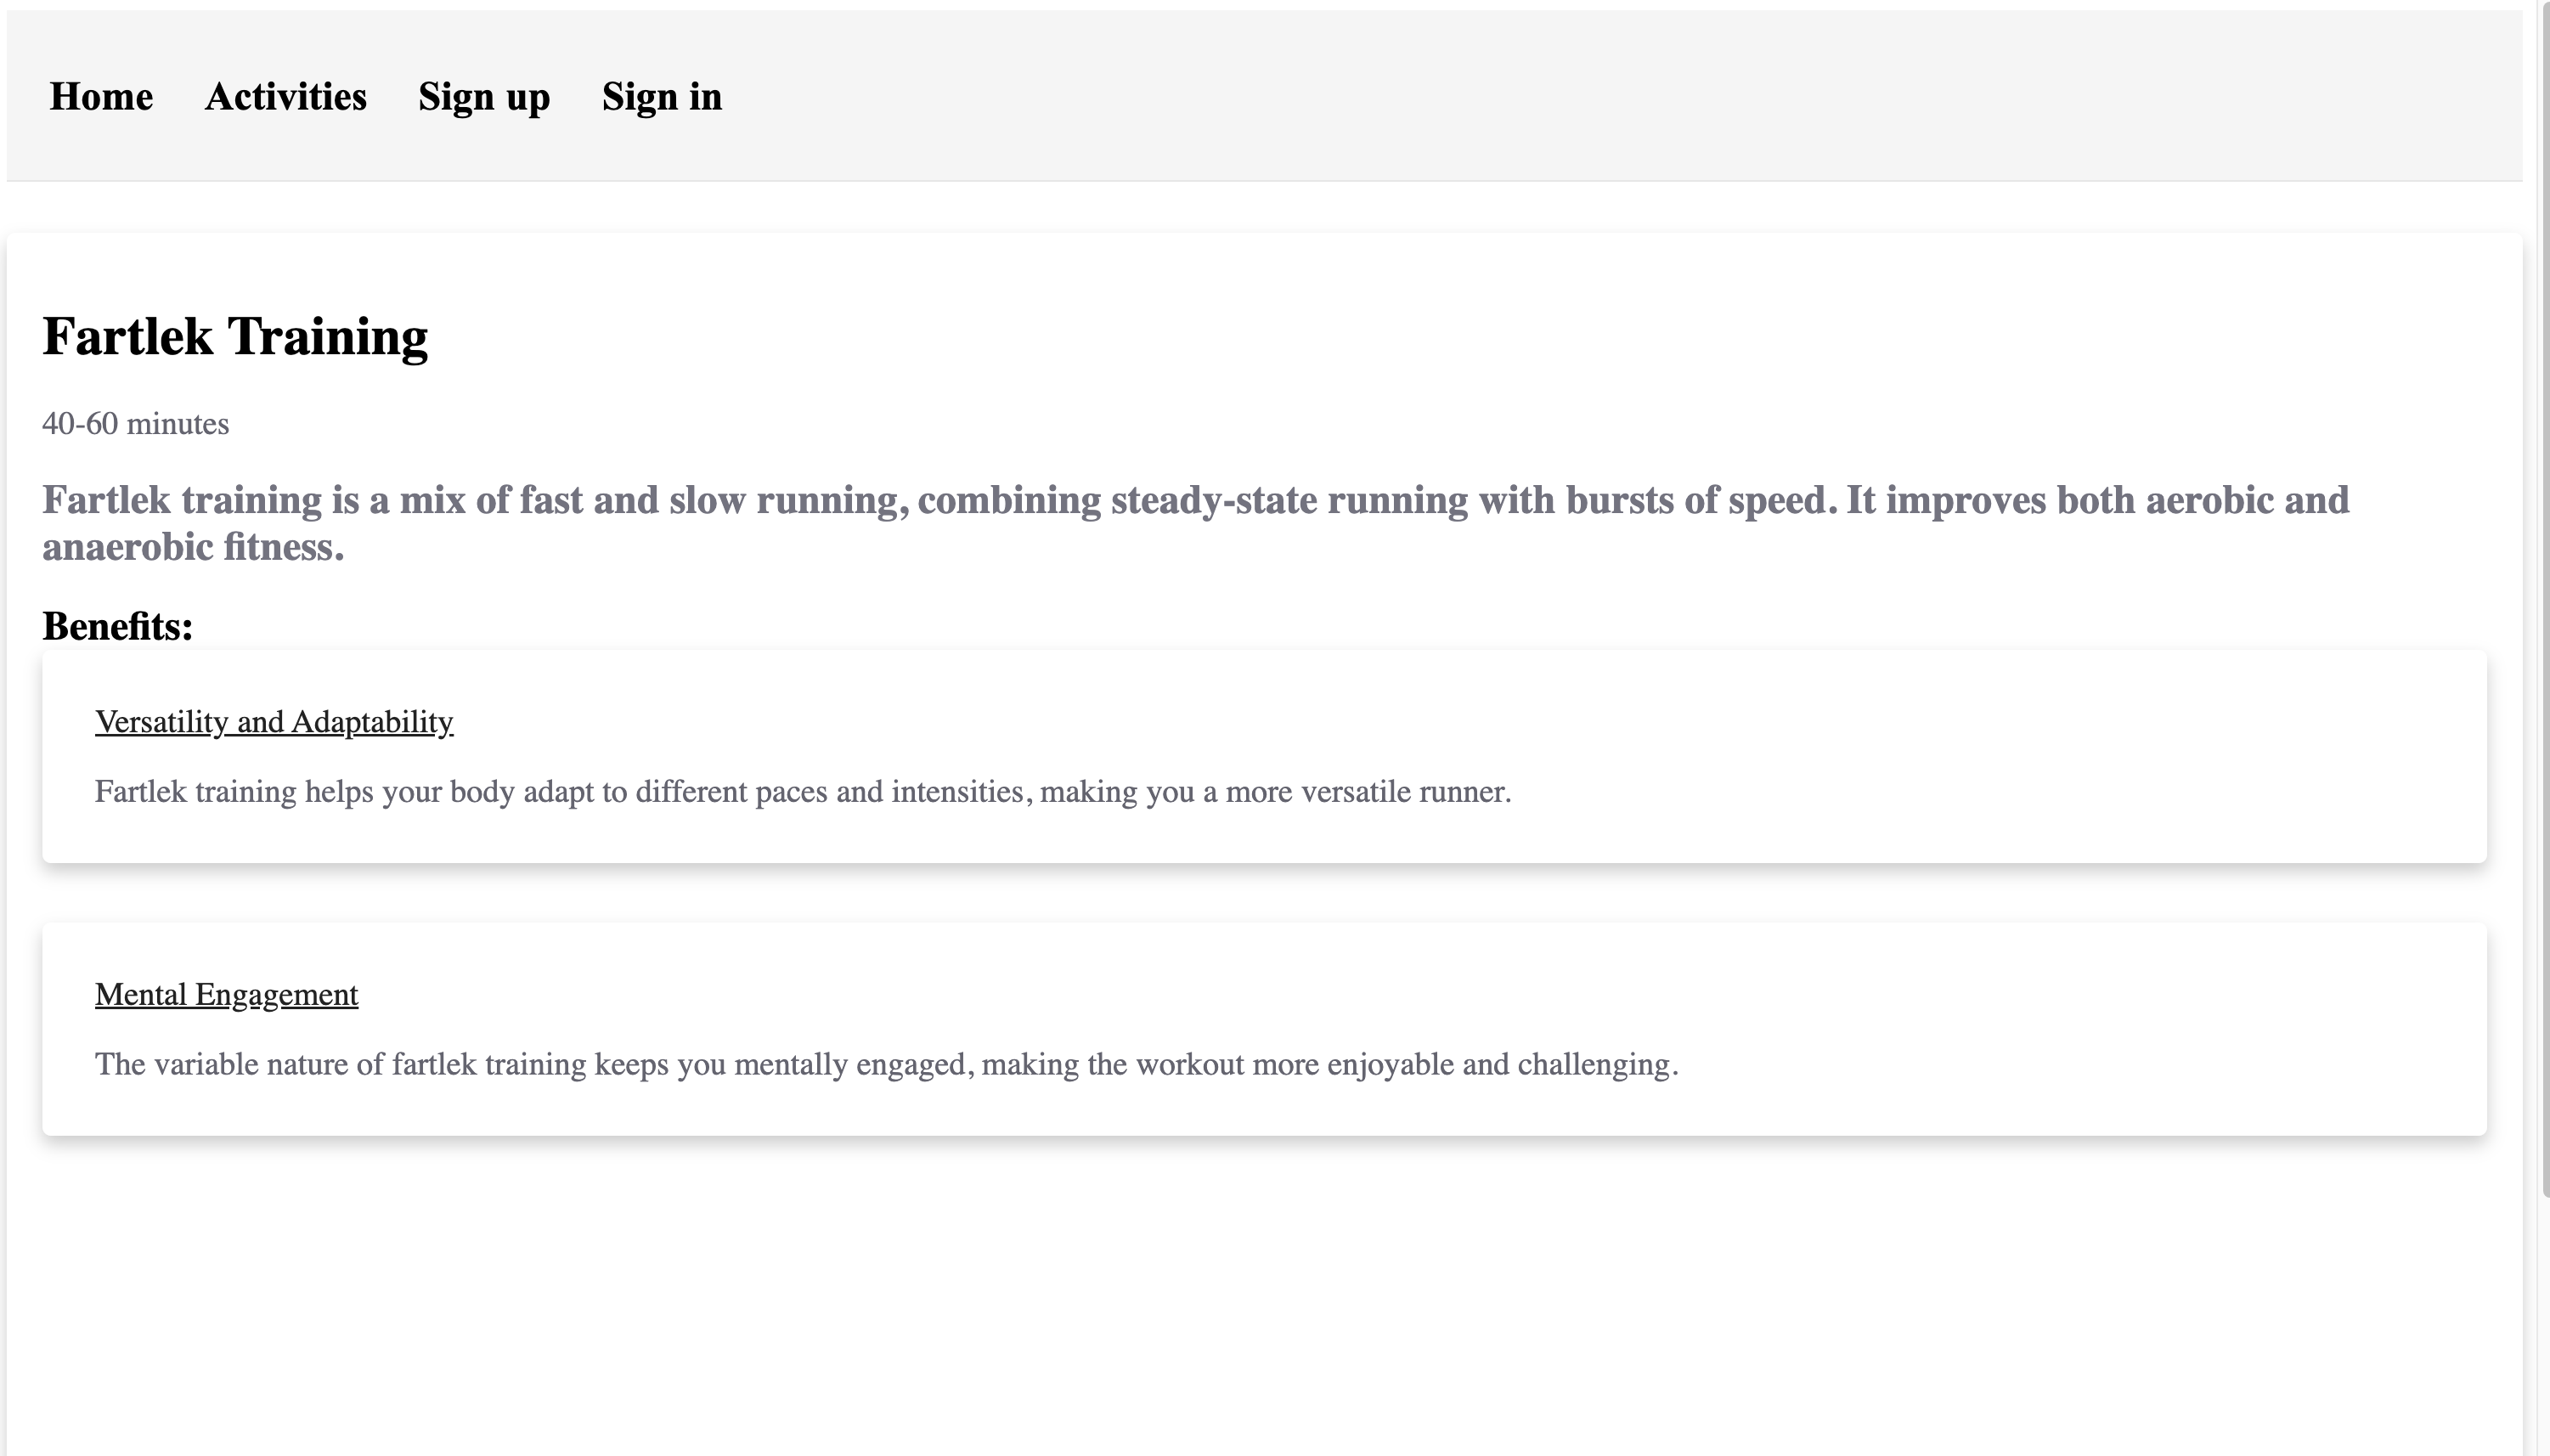 Home Activities Sign up Sign in
Fartlek Training
40-60 minutes
Fartlek training is a mix of fast and slow running, combining steady-state running with bursts of speed. It improves both aerobic and
anaerobic fitness.
Benefits:
Versatility and Adaptability
Fartlek training helps your body adapt to different paces and intensities, making you a more versatile runner.
Mental Engagement
The variable nature of fartlek training keeps you mentally engaged, making the workout more enjoyable and challenging.